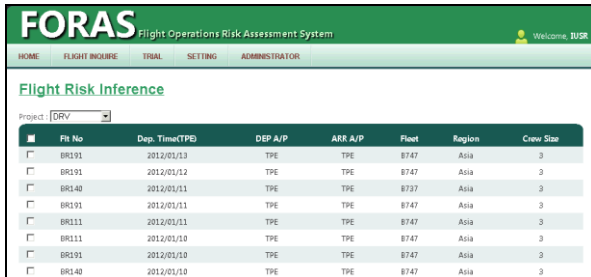 FORAS Flight Operations Risk Assessment System
Welcome, IUSR
HOME FLIGHT INQUIRE TRIAL SETTING ADMINISTRATOR
Flight Risk Inference
Project : DRV
Flt No Dep. Time(TPE) DEP A/P ARR A/P Fleet Region Crew Size
BR191 2012/01/13 TPE TPE B747 Asia 3
BR191 2012/01/12 TPE TPE B747 Asia 3
BR140 2012/01/11 TPE TPE B737 Asia 3
BR191 2012/01/11 TPE TPE B747 Asia 3
BR111 2012/01/11 TPE TPE B747 Asia 3
BR111 2012/01/10 TPE TPE B747 Asia 3
BR191 2012/01/10 TPE TPE B747 Asia 3
BR140 2012/01/10 TPE TPE B747 Asia 3